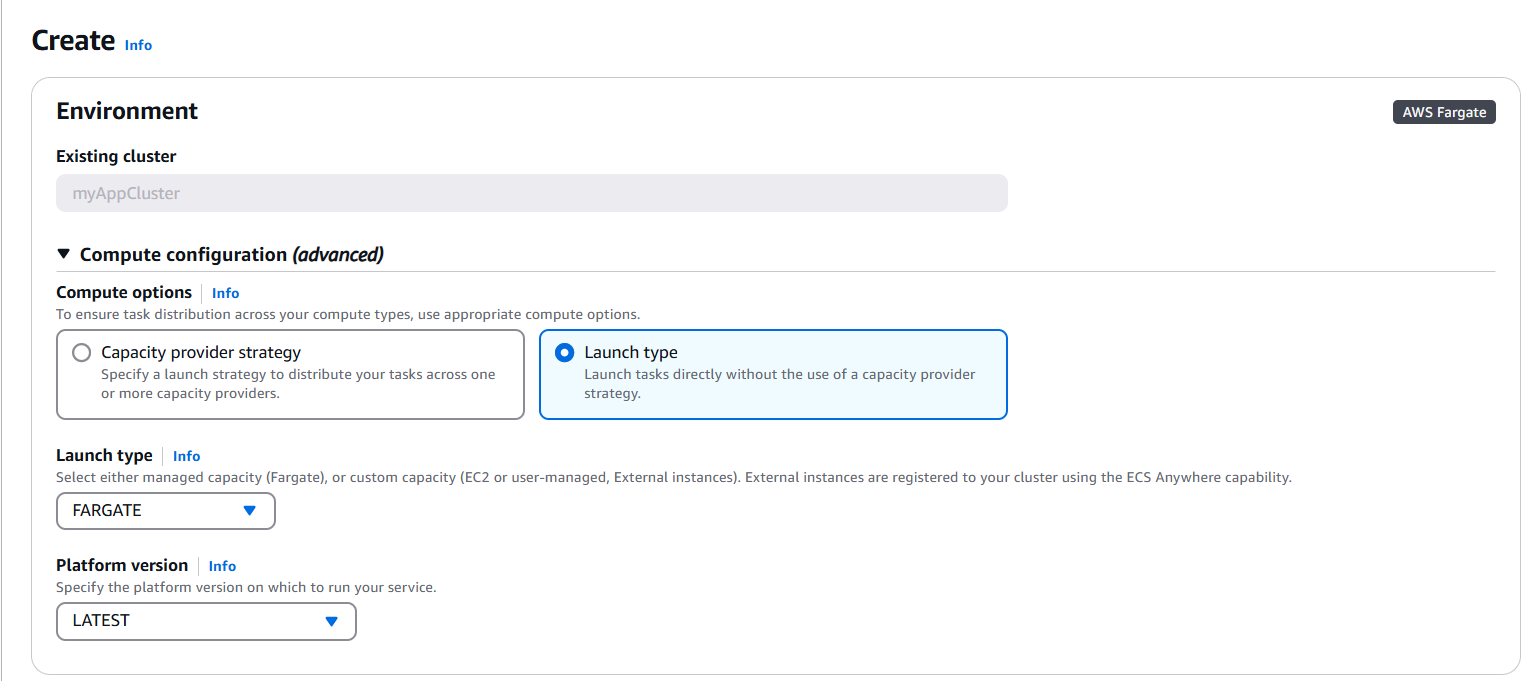 Create Info
Environment
AWS Fargate
Existing cluster
myAppCluster
Compute configuration (advanced)
Compute options Info
To ensure task distribution across your compute types, use appropriate compute options.
Capacity provider strategy
Specify a launch strategy to distribute your tasks across one
or more capacity providers.
Launch type
Launch tasks directly without the use of a capacity provider
strategy.
Launch type Info
Select either managed capacity (Fargate), or custom capacity (EC2 or user-managed, External instances). External instances are registered to your cluster using the ECS Anywhere capability.
FARGATE
Platform version Info
Specify the platform version on which to run your service.
LATEST